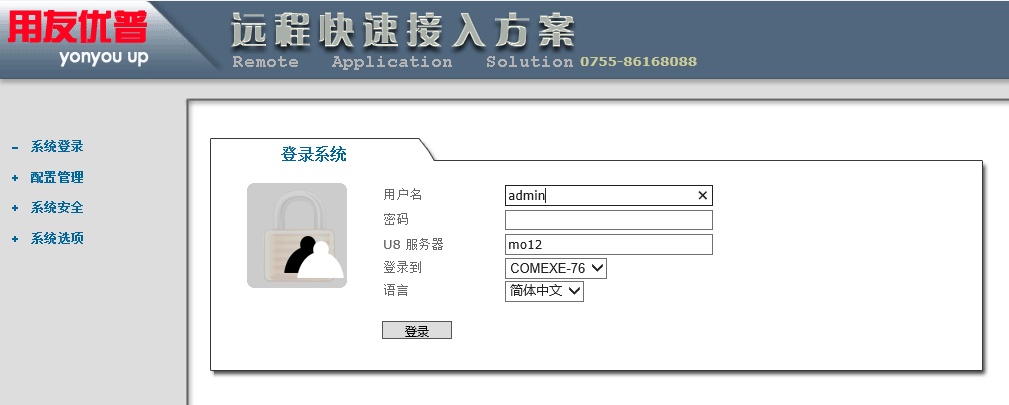 用友优普
yonyou up
远程快速接入方案
Remote Application Solution 0755-86168088
- 系统登录
+ 配置管理
+ 系统安全
+ 系统选项
登录系统
用户名 admin ×
密码
U8 服务器 mo12
登录到 COMEXE-76
语言 简体中文
登录